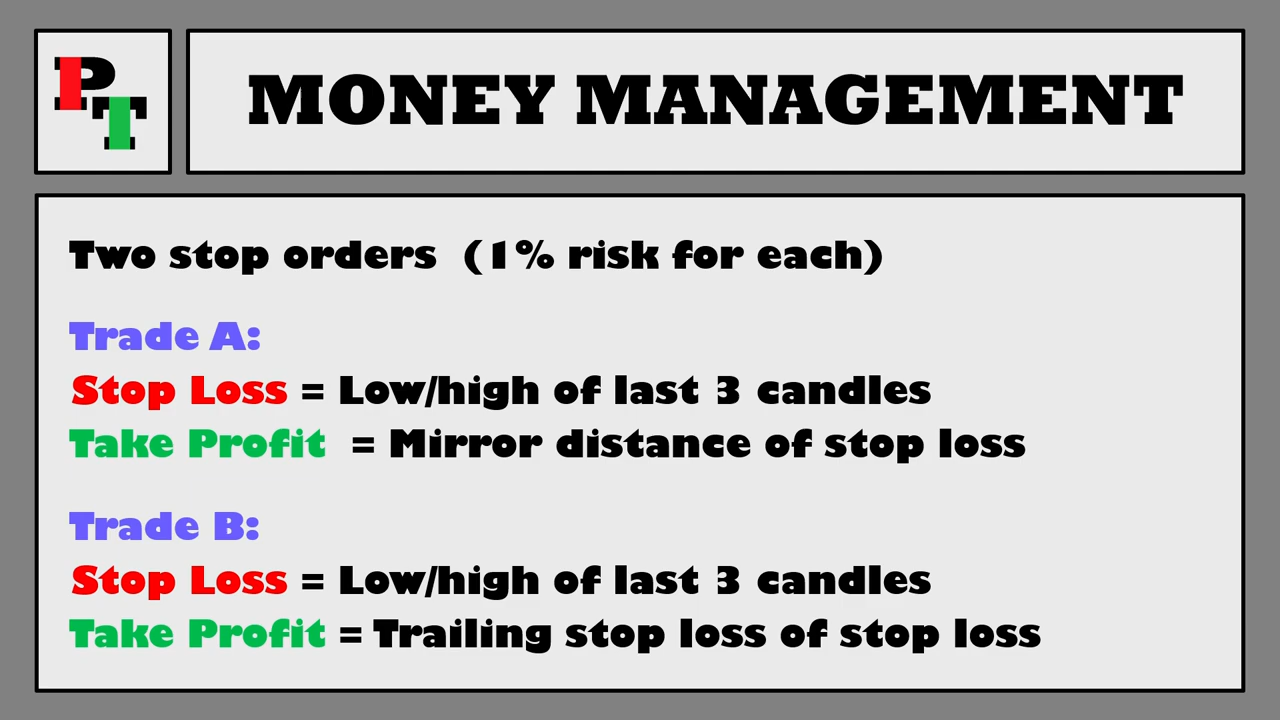 PT
MONEY MANAGEMENT
Two stop orders (1% risk for each)
Trade A:
Stop Loss = Low/high of last 3 candles
Take Profit = Mirror distance of stop loss
Trade B:
Stop Loss = Low/high of last 3 candles
Take Profit = Trailing stop loss of stop loss